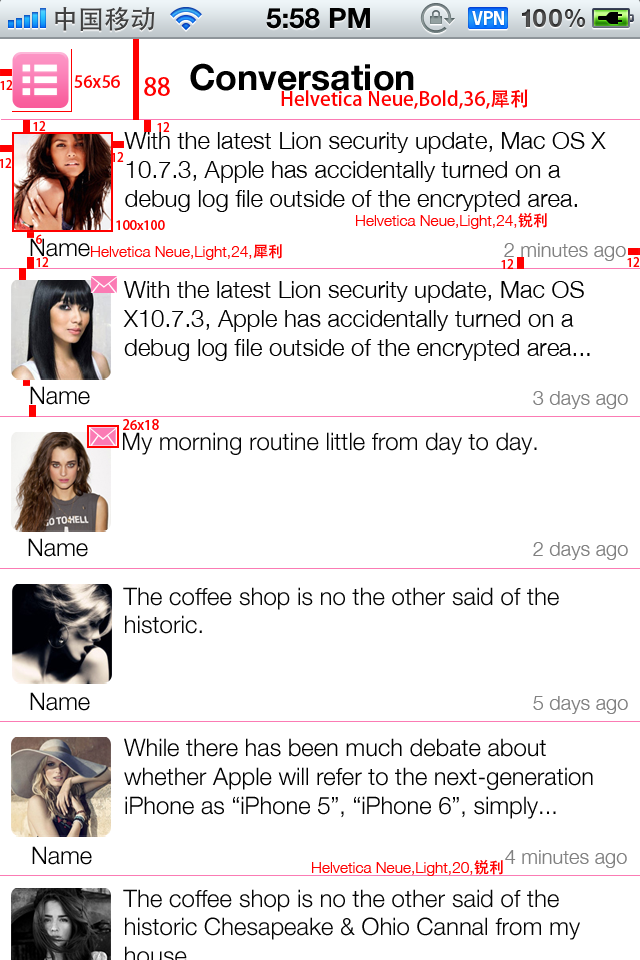 中国移动 5:58 PM VPN 100%
12 56x56 88 Conversation
Helvetica Neue,Bold,36,犀利
12 12
With the latest Lion security update, Mac OS X
12 12
10.7.3, Apple has accidentally turned on a
debug log file outside of the encrypted area.
100x100 Helvetica Neue,Light,24,锐利
6
Name Helvetica Neue,Light,24,犀利 2 minutes ago
12 12 12
With the latest Lion security update, Mac OS
X10.7.3, Apple has accidentally turned on a
debug log file outside of the encrypted area...
Name 3 days ago
26x18
My morning routine little from day to day.
GO TO HELL
Name 2 days ago
The coffee shop is no the other said of the
historic.
Name 5 days ago
While there has been much debate about
whether Apple will refer to the next-generation
iPhone as “iPhone 5”, “iPhone 6”, simply...
Name 4 minutes ago
Helvetica Neue,Light,20,锐利
The coffee shop is no the other said of the
historic Chesapeake & Ohio Cannal from my
house